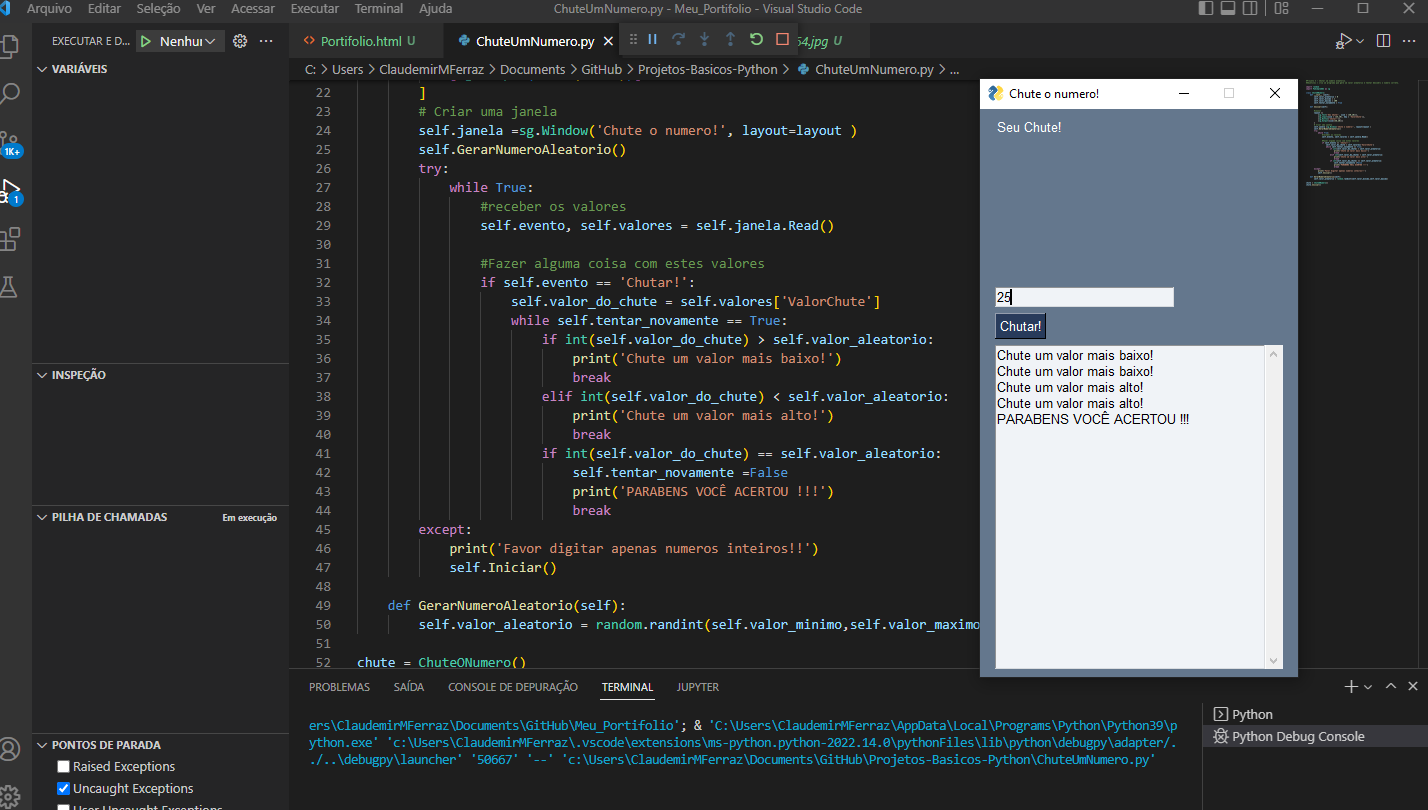 Arquivo Editar Seleção Ver Acessar Executar Terminal Ajuda ChuteUmNumero.py - Meu_Portifolio - Visual Studio Code
EXECUTAR E D... Nenhur
Portifolio.html U ChuteUmNumero.py 54.jpg U
C: > Users > ClaudemirMFerraz > Documents > GitHub > Projetos-Basicos-Python > ChuteUmNumero.py > ...
VARIÁVEIS
INSPEÇÃO
PILHA DE CHAMADAS Em execução
PONTOS DE PARADA
Raised Exceptions
Uncaught Exceptions
User Uncaught Exceptions
1K+
1
22 ]
23 # Criar uma janela
24 self.janela =sg.Window('Chute o numero!', layout=layout )
25 self.GerarNumeroAleatorio()
26 try:
27 while True:
28 #receber os valores
29 self.evento, self.valores = self.janela.Read()
30
31 #Fazer alguma coisa com estes valores
32 if self.evento == 'Chutar!':
33 self.valor_do_chute = self.valores['ValorChute']
34 while self.tentar_novamente == True:
35 if int(self.valor_do_chute) > self.valor_aleatorio:
36 print('Chute um valor mais baixo!')
37 break
38 elif int(self.valor_do_chute) < self.valor_aleatorio:
39 print('Chute um valor mais alto!')
40 break
41 if int(self.valor_do_chute) == self.valor_aleatorio:
42 self.tentar_novamente =False
43 print('PARABENS VOCÊ ACERTOU !!!')
44 break
45 except:
46 print('Favor digitar apenas numeros inteiros!!')
47 self.Iniciar()
48
49 def GerarNumeroAleatorio(self):
50 self.valor_aleatorio = random.randint(self.valor_minimo,self.valor_maximo
51
52 chute = ChuteONumero()
Chute o numero!
Seu Chute!
25
Chutar!
Chute um valor mais baixo!
Chute um valor mais baixo!
Chute um valor mais alto!
Chute um valor mais alto!
PARABENS VOCÊ ACERTOU !!!
PROBLEMAS SAÍDA CONSOLE DE DEPURAÇÃO TERMINAL JUPYTER
ers\ClaudemirMFerraz\Documents\GitHub\Meu_Portifolio'; & 'C:\Users\ClaudemirMFerraz\AppData\Local\Programs\Python\Python39\p
ython.exe' 'c:\Users\ClaudemirMFerraz\.vscode\extensions\ms-python.python-2022.14.0\pythonFiles\lib\python\debugpy\adapter/.
./..\debugpy\launcher' '50667' '--' 'c:\Users\ClaudemirMFerraz\Documents\GitHub\Projetos-Basicos-Python\ChuteUmNumero.py'
Python
Python Debug Console